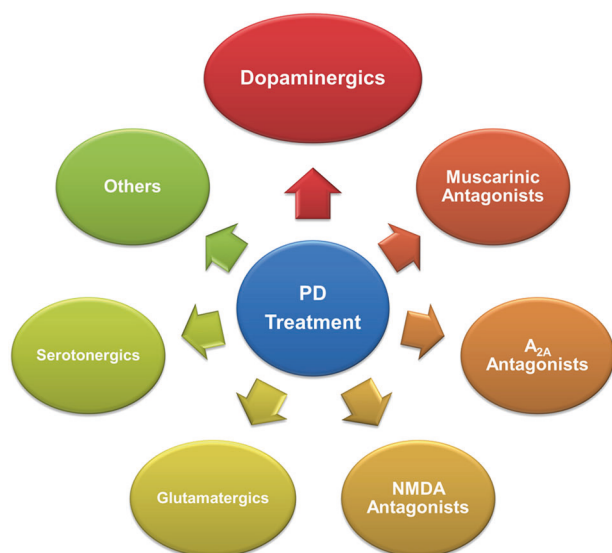 Dopaminergics
Muscarinic
Antagonists
A₂A
Antagonists
NMDA
Antagonists
Glutamatergics
Serotonergics
Others
PD
Treatment